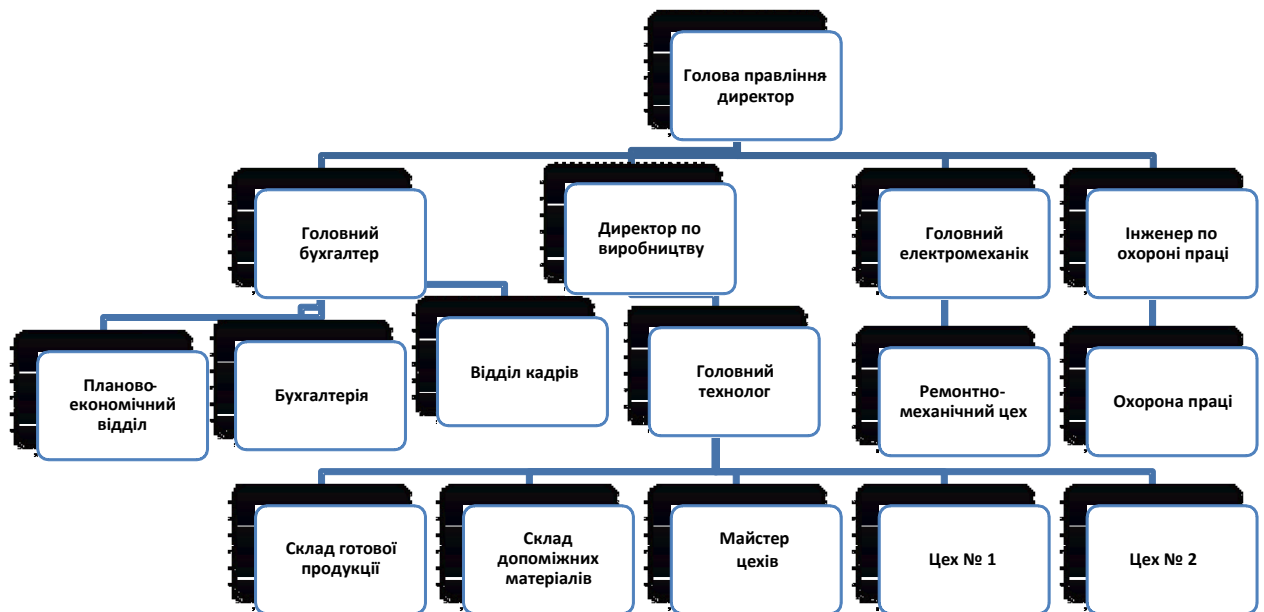 Голова правління-
директор
Головний
бухгалтер
Директор по
виробництву
Головний
електромеханік
Інженер по
охороні праці
Планово-
економічний
відділ
Бухгалтерія
Відділ кадрів
Головний
технолог
Ремонтно-
механічний цех
Охорона праці
Склад готової
продукції
Склад
допоміжних
матеріалів
Майстер
цехів
Цех № 1
Цех № 2